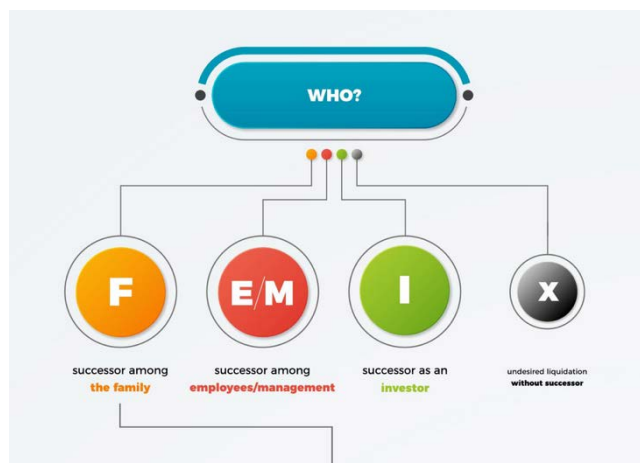 WHO?
F
E/M
I
X
successor among
the family
successor among
employees/management
successor as an
investor
undesired liquidation
without successor